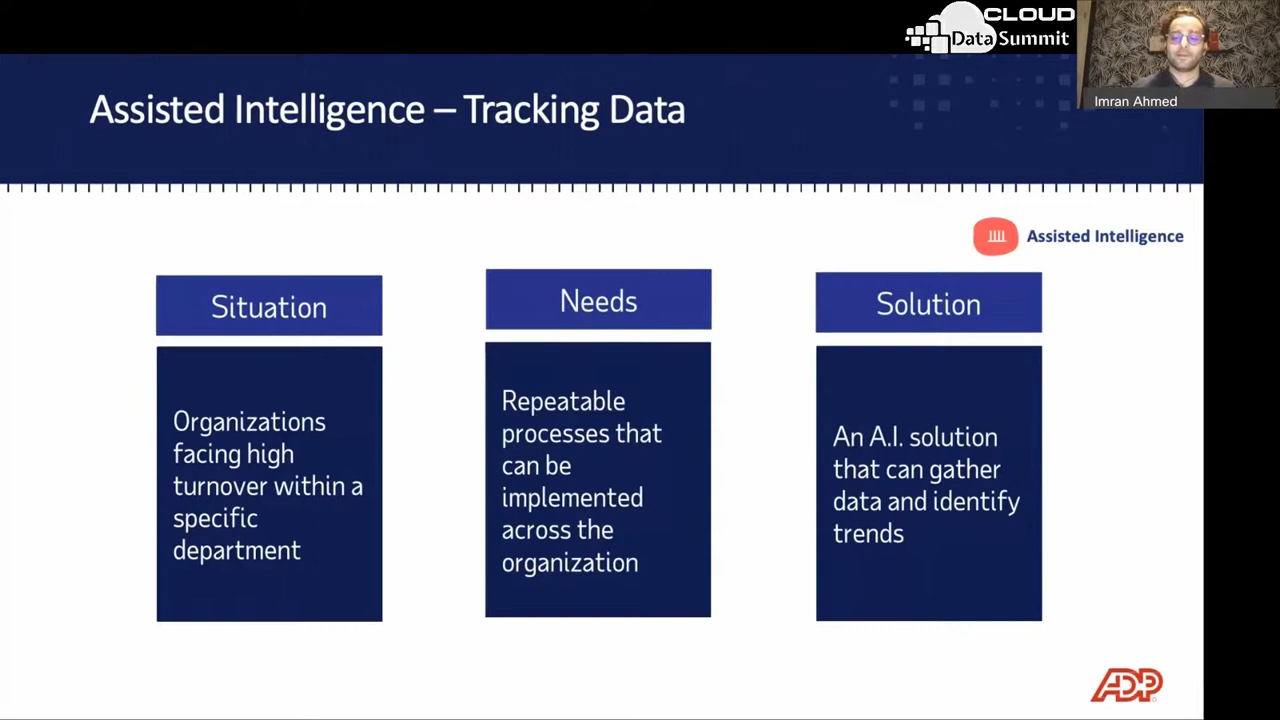 CLOUD
Data Summit
Imran Ahmed
Assisted Intelligence – Tracking Data
Assisted Intelligence
Situation
Organizations
facing high
turnover within a
specific
department
Needs
Repeatable
processes that
can be
implemented
across the
organization
Solution
An A.I. solution
that can gather
data and identify
trends
ADP